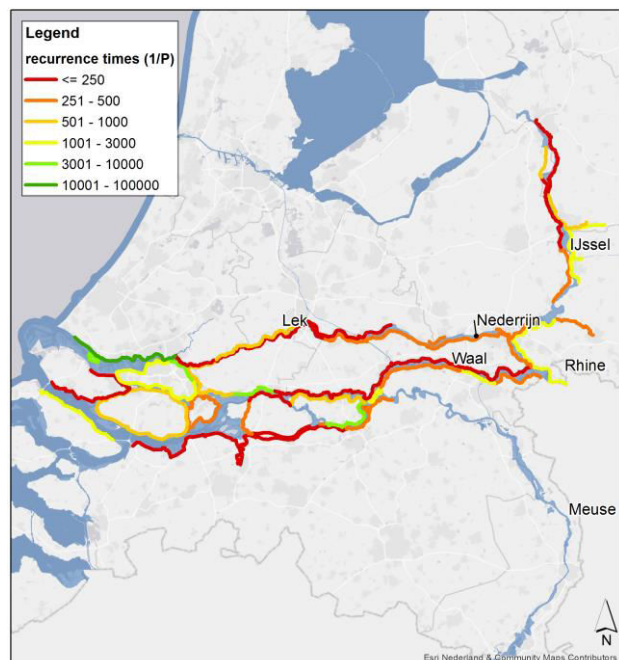 Legend
recurrence times (1/P)
<= 250
251 - 500
501 - 1000
1001 - 3000
3001 - 10000
10001 - 100000
IJssel
Lek
Nederrijn
Waal
Rhine
Meuse
N
Esri Nederland & Community Maps Contributors